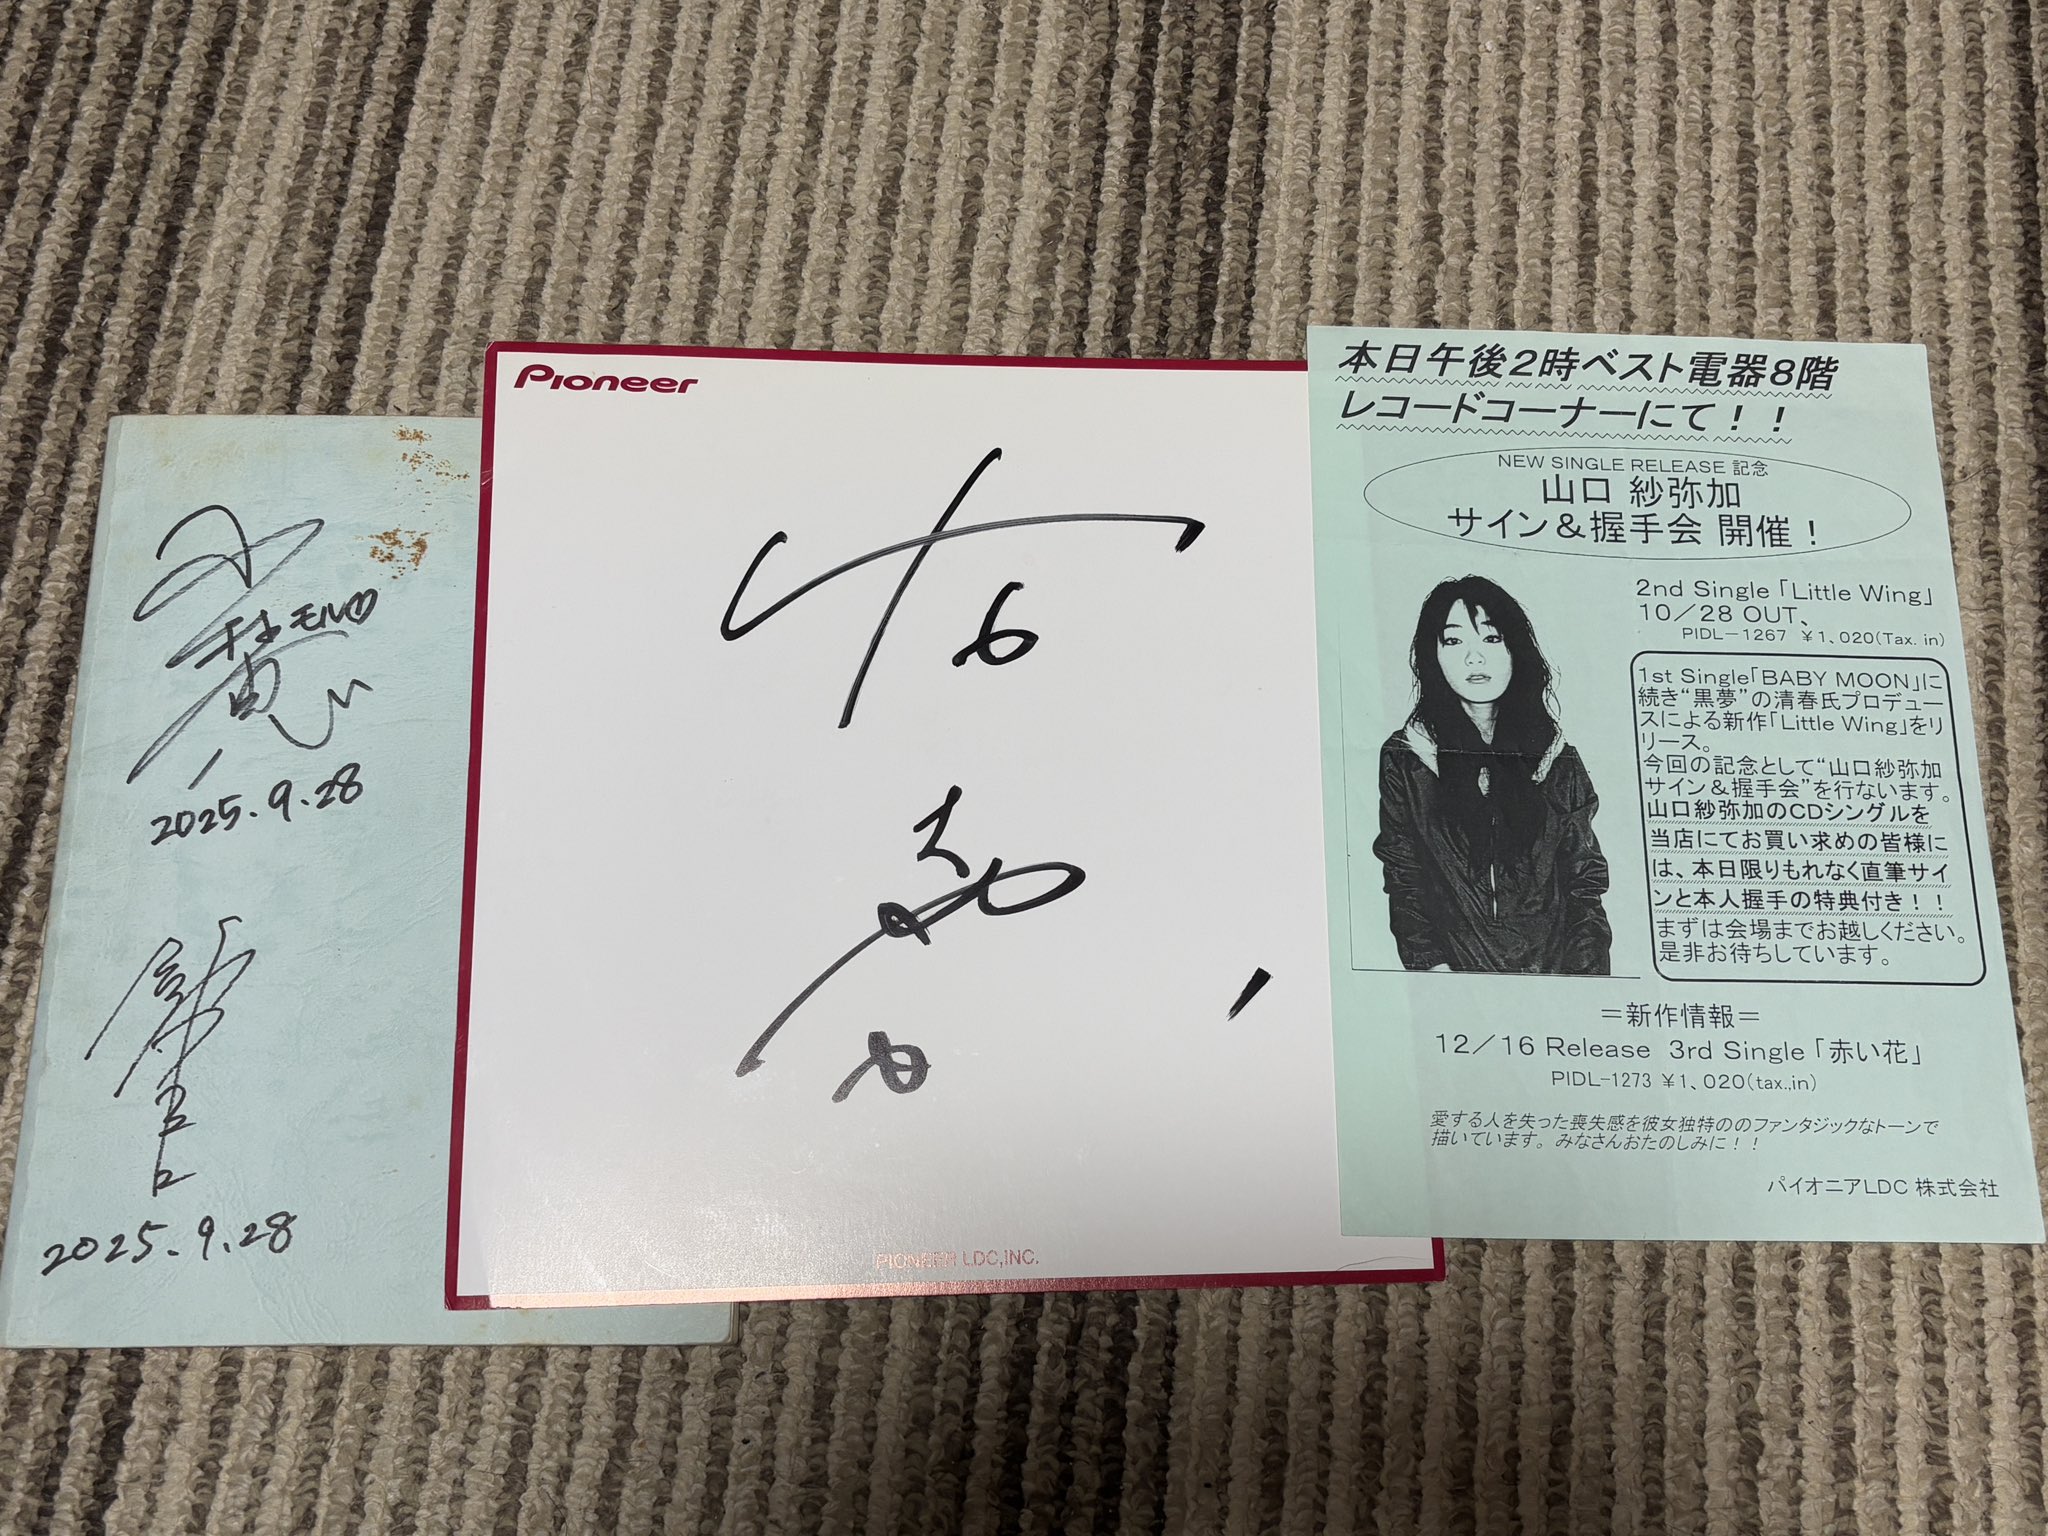 2025.9.28
2025.9.28
Pioneer
PIONEER LDC,INC.
本日午後2時ベスト電器8階
レコードコーナーにて!!
NEW SINGLE RELEASE 記念
山口 紗弥加
サイン&握手会 開催!
2nd Single「Little Wing」
10/28 OUT、
PIDL-1267 ¥1、020(Tax. in)
1st Single「BABY MOON」に
続き“黒夢”の清春氏プロデュー
スによる新作「Little Wing」をリ
リース。
今回の記念として“山口紗弥加
サイン&握手会”を行ないます。
山口紗弥加のCDシングルを
当店にてお買い求めの皆様に
は、本日限りもれなく直筆サイ
ンと本人握手の特典付き!!
まずは会場までお越しください。
是非お待ちしています。
=新作情報=
12/16 Release 3rd Single「赤い花」
PIDL-1273 ¥1、020(tax.,in)
愛する人を失った喪失感を彼女独特ののファンタジックなトーンで
描いています。みなさんおたのしみに!!
パイオニアLDC 株式会社